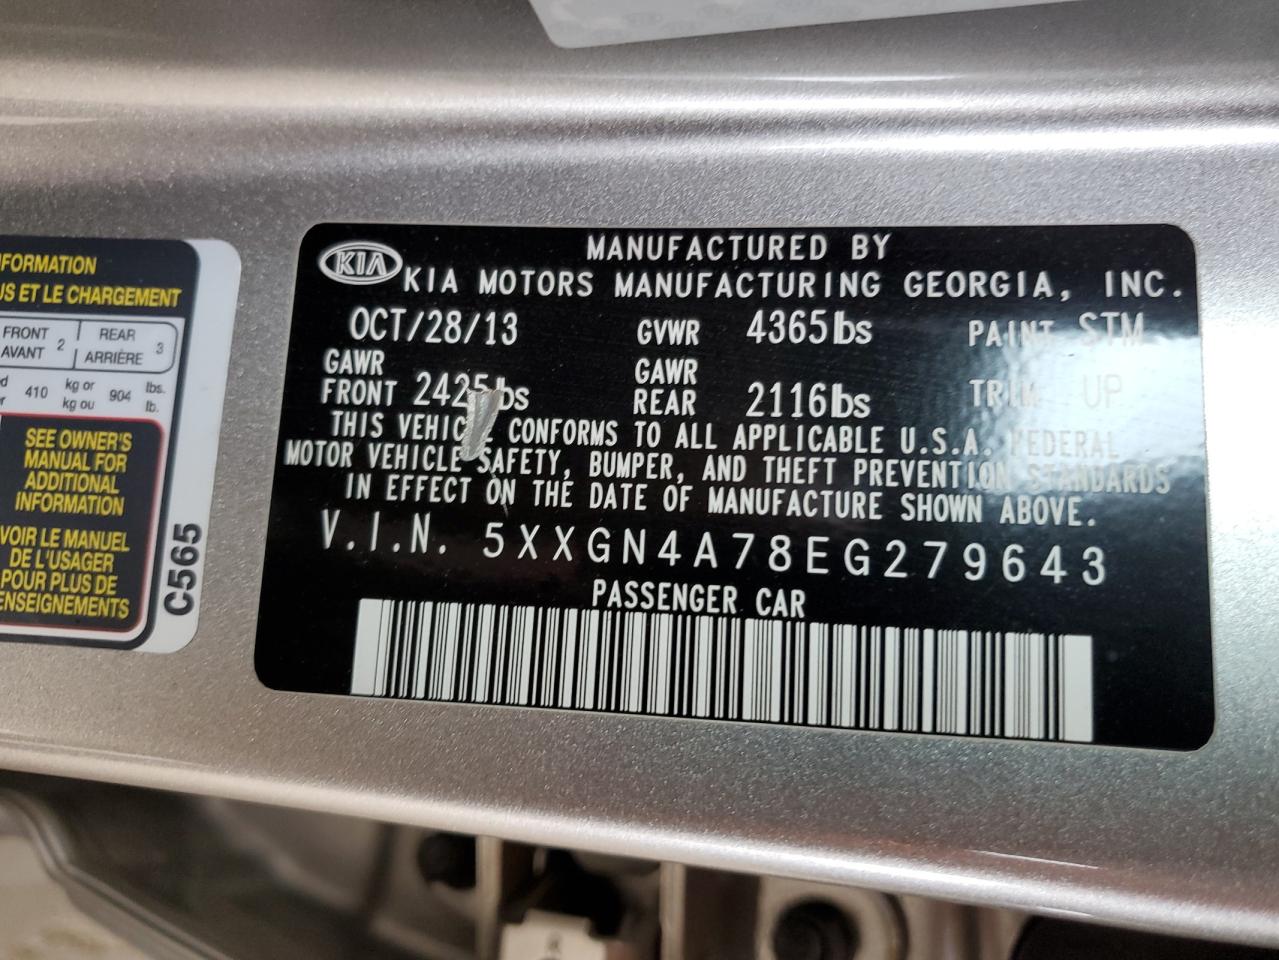 FORMATION
US ET LE CHARGEMENT
FRONT 2 REAR 3
AVANT ARRIÈRE
410 kg or 904 lbs.
kg ou lb.
SEE OWNER'S
MANUAL FOR
ADDITIONAL
INFORMATION
VOIR LE MANUEL
DE L'USAGER
POUR PLUS DE
ENSEIGNEMENTS
C565
KIA
MANUFACTURED BY
KIA MOTORS MANUFACTURING GEORGIA, INC.
OCT/28/13 GVWR 4365lbs PAINT STM
GAWR GAWR
FRONT 2425lbs REAR 2116lbs TRIM UP
THIS VEHICLE CONFORMS TO ALL APPLICABLE U.S.A. FEDERAL
MOTOR VEHICLE SAFETY, BUMPER, AND THEFT PREVENTION STANDARDS
IN EFFECT ON THE DATE OF MANUFACTURE SHOWN ABOVE.
V.I.N. 5XXGN4A78EG279643
PASSENGER CAR